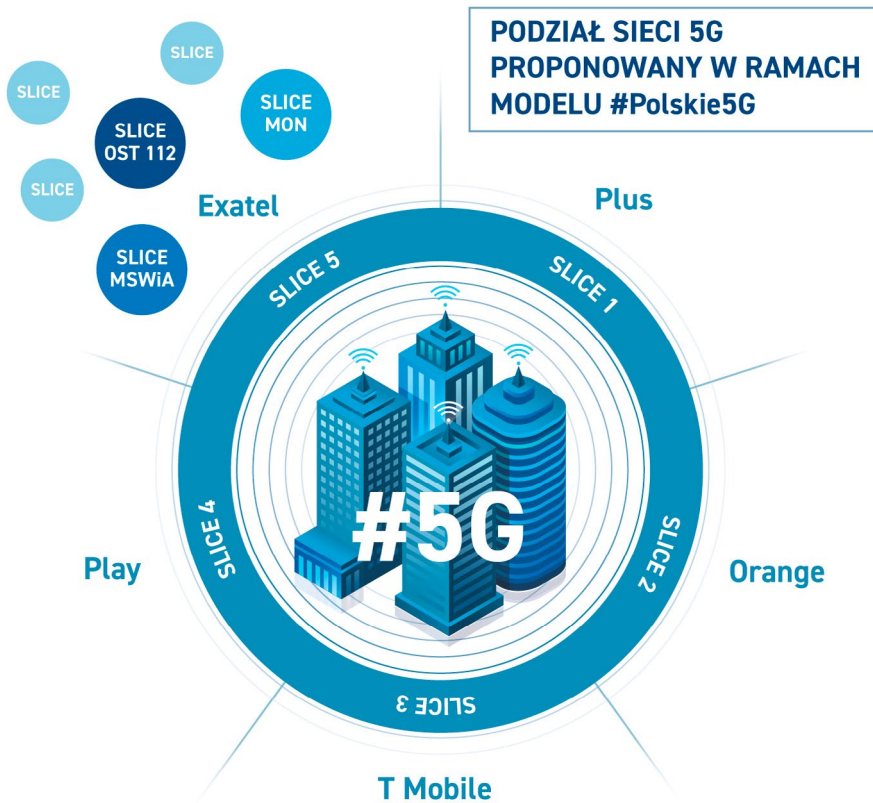 PODZIAŁ SIECI 5G
PROPONOWANY W RAMACH
MODELU #Polskie5G
SLICE
SLICE
SLICE
MON
SLICE
OST 112
SLICE
Exatel
SLICE
MSWiA
Plus
SLICE 5
SLICE 1
#5G
SLICE 4
SLICE 2
Play
Orange
SLICE 3
T Mobile